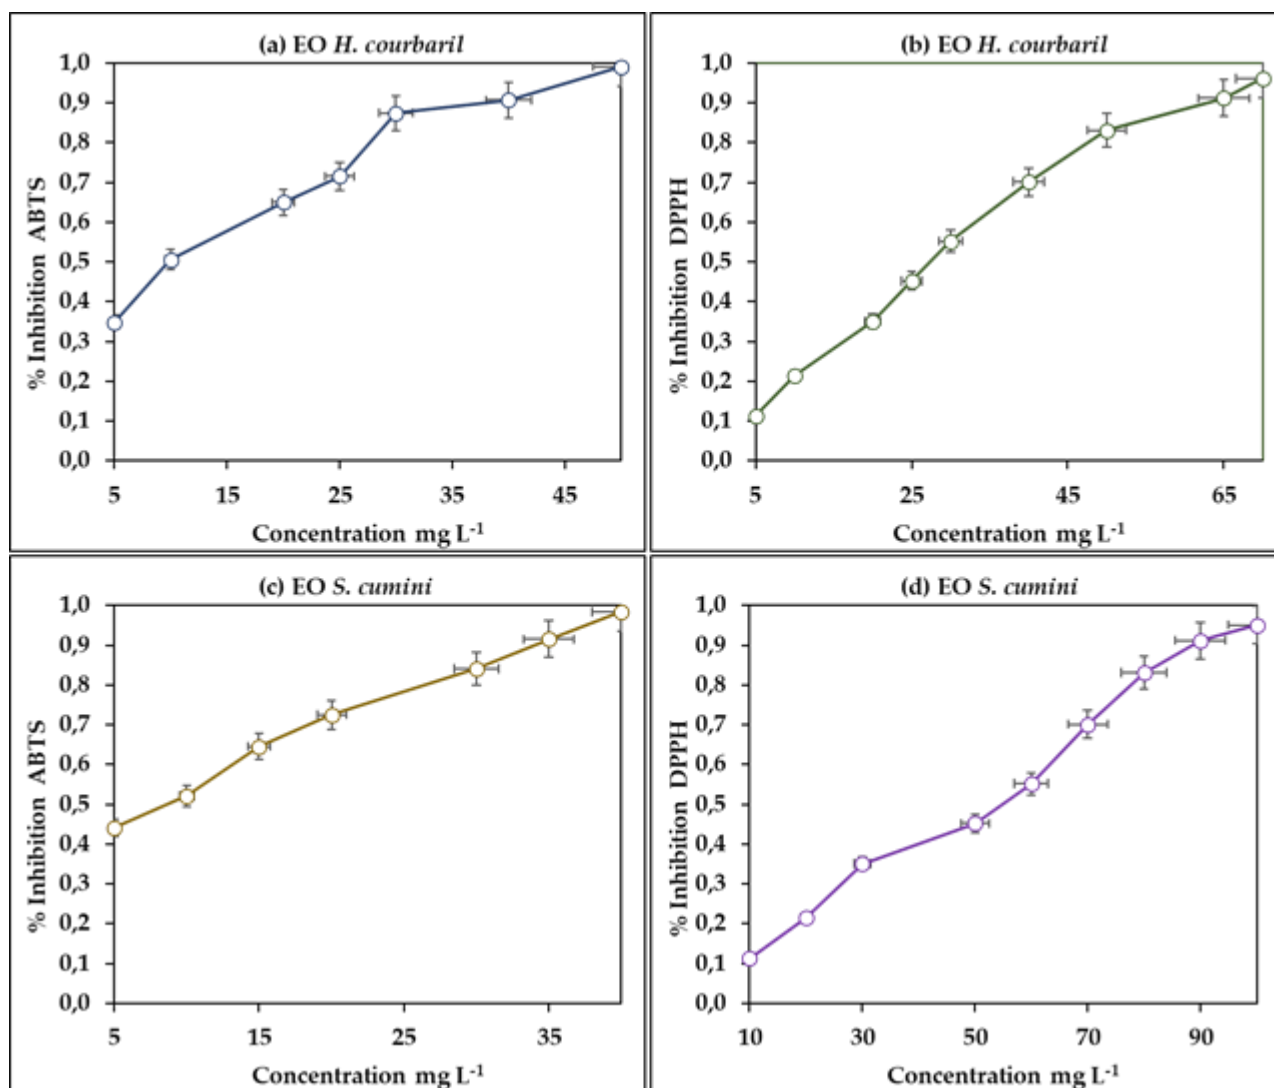 (a) EO H. courbaril
1,0
0,9
0,8
0,7
0,6
0,5
0,4
0,3
0,2
0,1
0,0
% Inhibition ABTS
5 15 25 35 45
Concentration mg L-1
(b) EO H. courbaril
1,0
0,9
0,8
0,7
0,6
0,5
0,4
0,3
0,2
0,1
0,0
% Inhibition DPPH
5 25 45 65
Concentration mg L-1
(c) EO S. cumini
1,0
0,9
0,8
0,7
0,6
0,5
0,4
0,3
0,2
0,1
0,0
% Inhibition ABTS
5 15 25 35
Concentration mg L-1
(d) EO S. cumini
1,0
0,9
0,8
0,7
0,6
0,5
0,4
0,3
0,2
0,1
0,0
% Inhibition DPPH
10 30 50 70 90
Concentration mg L-1